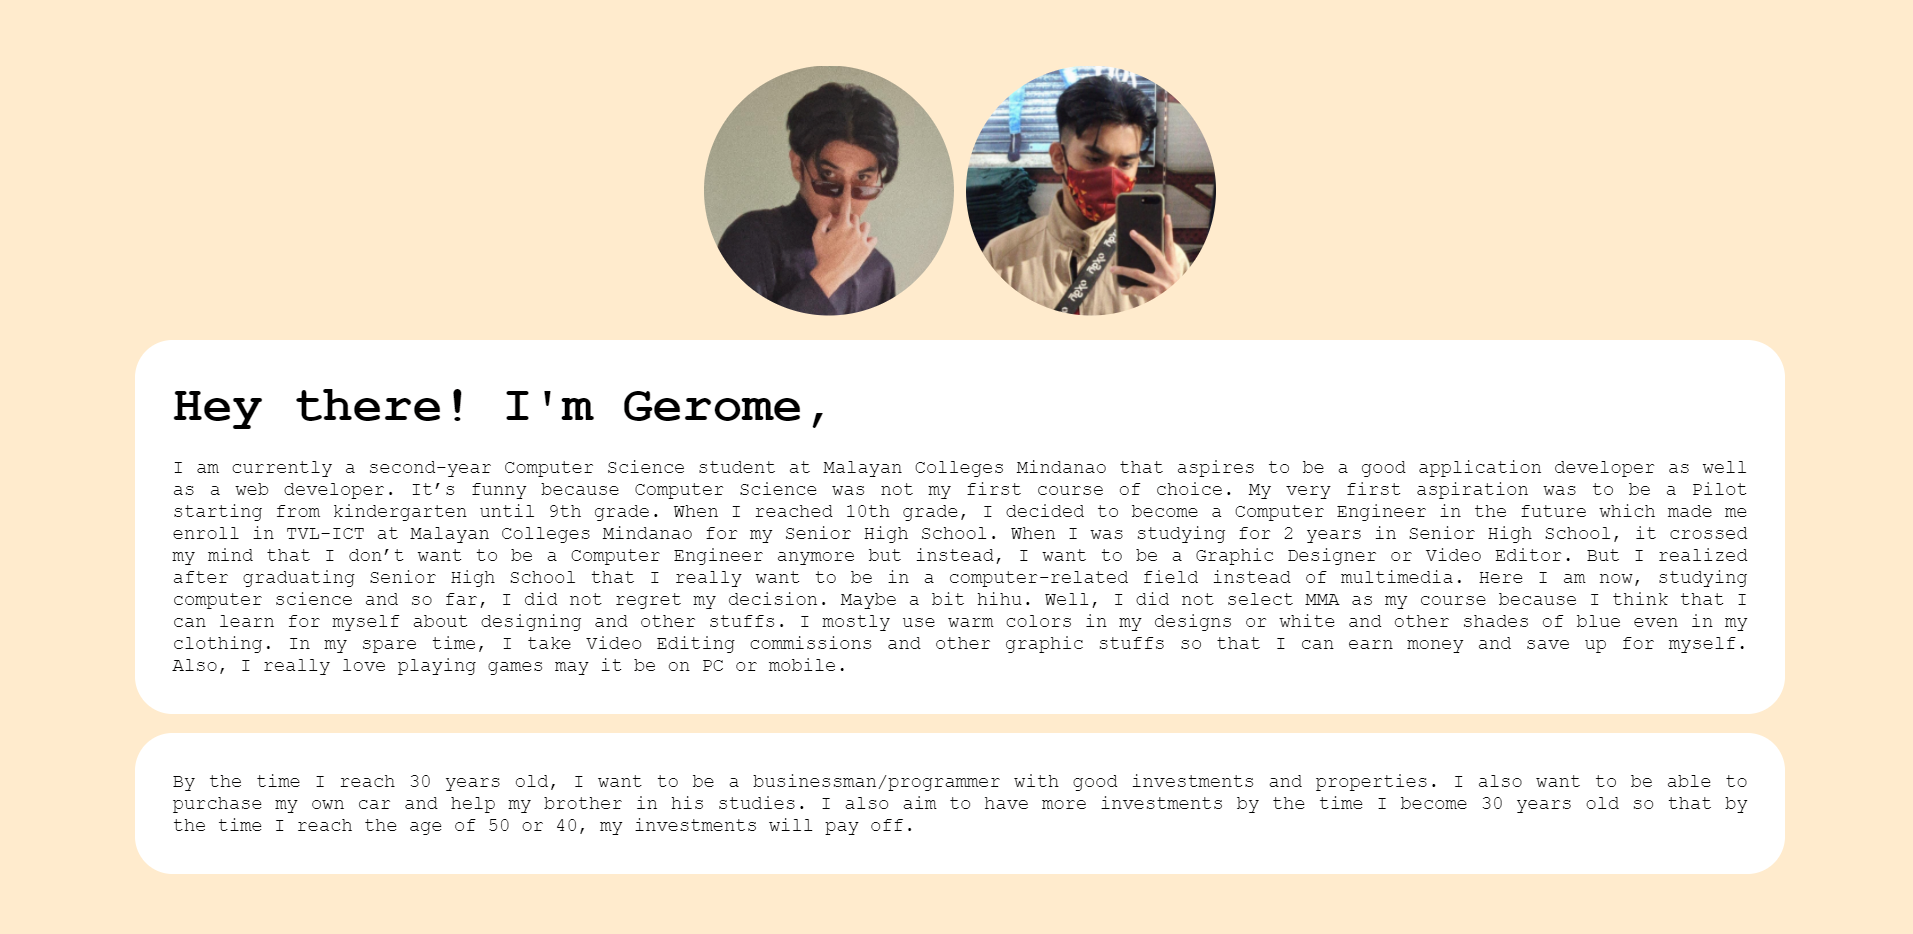 Hey there! I'm Gerome,
I am currently a second-year Computer Science student at Malayan Colleges Mindanao that aspires to be a good application developer as well
as a web developer. It’s funny because Computer Science was not my first course of choice. My very first aspiration was to be a Pilot
starting from kindergarten until 9th grade. When I reached 10th grade, I decided to become a Computer Engineer in the future which made me
enroll in TVL-ICT at Malayan Colleges Mindanao for my Senior High School. When I was studying for 2 years in Senior High School, it crossed
my mind that I don’t want to be a Computer Engineer anymore but instead, I want to be a Graphic Designer or Video Editor. But I realized
after graduating Senior High School that I really want to be in a computer-related field instead of multimedia. Here I am now, studying
computer science and so far, I did not regret my decision. Maybe a bit hihu. Well, I did not select MMA as my course because I think that I
can learn for myself about designing and other stuffs. I mostly use warm colors in my designs or white and other shades of blue even in my
clothing. In my spare time, I take Video Editing commissions and other graphic stuffs so that I can earn money and save up for myself.
Also, I really love playing games may it be on PC or mobile.
By the time I reach 30 years old, I want to be a businessman/programmer with good investments and properties. I also want to be able to
purchase my own car and help my brother in his studies. I also aim to have more investments by the time I become 30 years old so that by
the time I reach the age of 50 or 40, my investments will pay off.